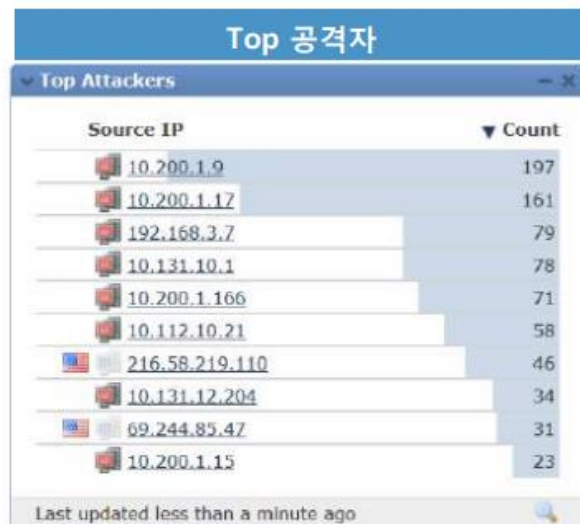 Top 공격자
Top Attackers
Source IP Count
10.200.1.9 197
10.200.1.17 161
192.168.3.7 79
10.131.10.1 78
10.200.1.166 71
10.112.10.21 58
216.58.219.110 46
10.131.12.204 34
69.244.85.47 31
10.200.1.15 23
Last updated less than a minute ago